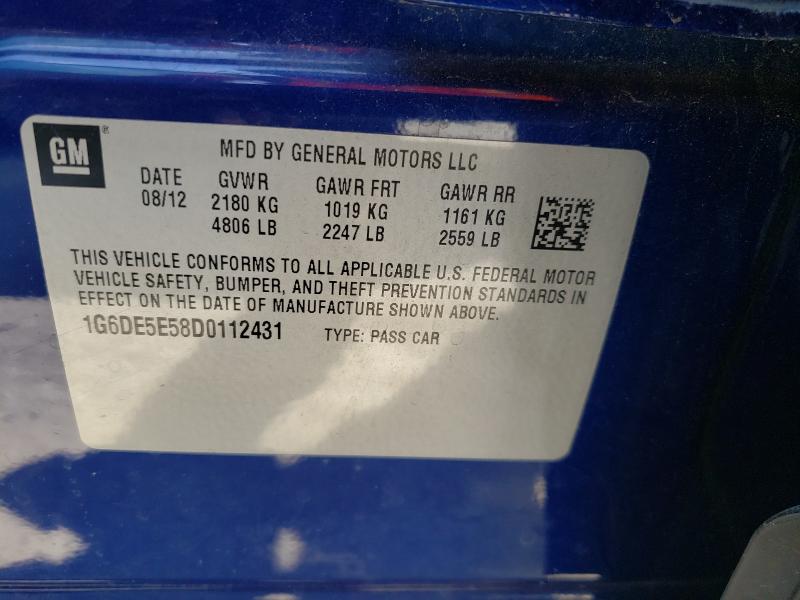 GM®
MFD BY GENERAL MOTORS LLC
DATE GVWR GAWR FRT GAWR RR
08/12 2180 KG 1019 KG 1161 KG
4806 LB 2247 LB 2559 LB
THIS VEHICLE CONFORMS TO ALL APPLICABLE U.S. FEDERAL MOTOR
VEHICLE SAFETY, BUMPER, AND THEFT PREVENTION STANDARDS IN
EFFECT ON THE DATE OF MANUFACTURE SHOWN ABOVE.
1G6DE5E58D0112431 TYPE: PASS CAR